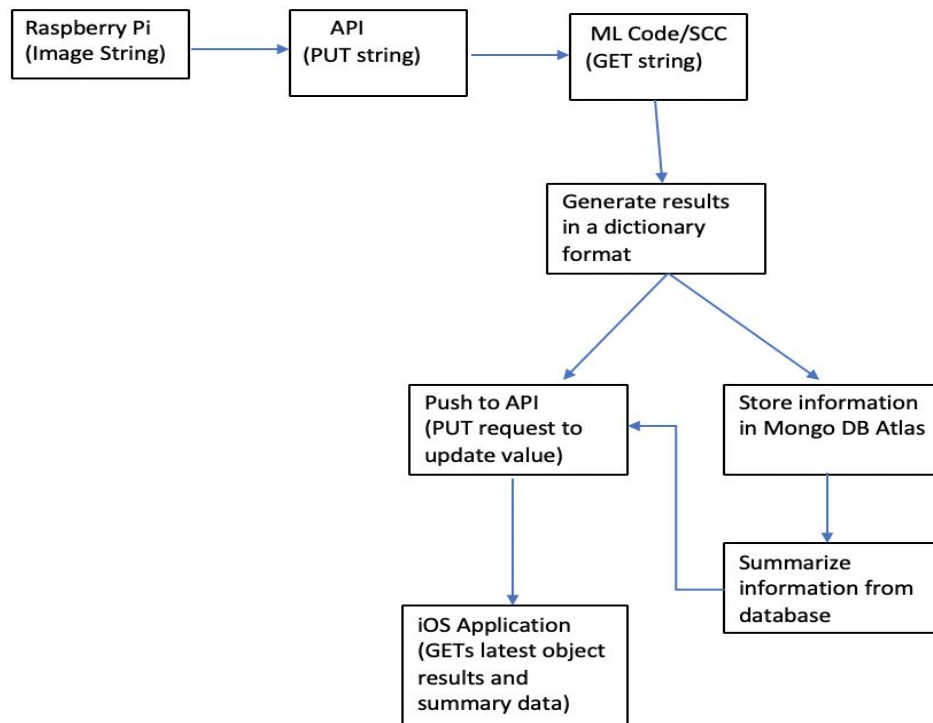 Raspberry Pi
(Image String)
API
(PUT string)
ML Code/SCC
(GET string)
Generate results
in a dictionary
format
Push to API
(PUT request to
update value)
Store information
in Mongo DB Atlas
Summarize
information from
database
iOS Application
(GETs latest object
results and
summary data)